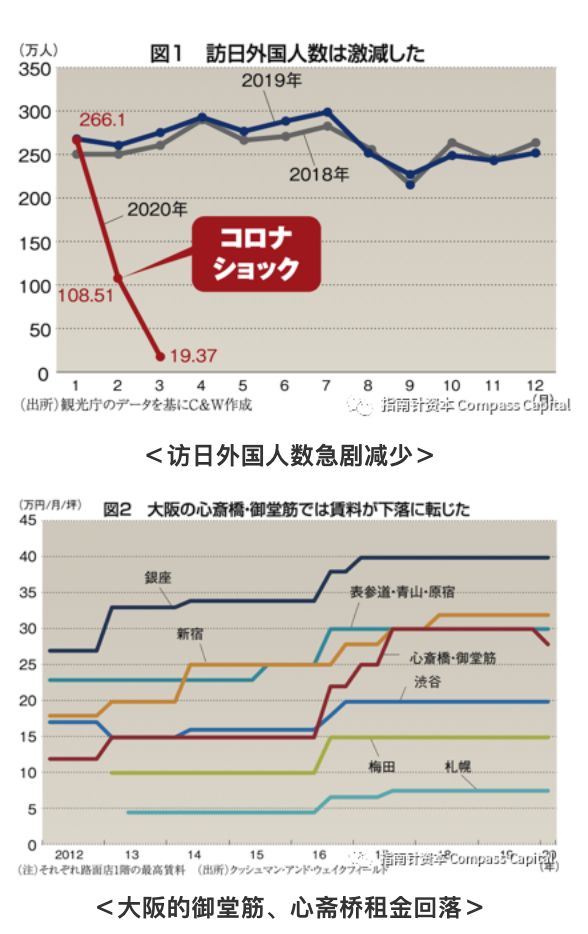 (万人)
図1 訪日外国人数は激減した
350
300
250
200
150
100
50
0
266.1
2019年
2018年
2020年
コロナ
ショック
108.51
19.37
1 2 3 4 5 6 7 8 9 10 11 12
(月)
(出所)観光庁のデータを基にC&W作成
指南针资本 Compass Capital
＜访日外国人数急剧减少＞
(万円/月/坪)
図2 大阪の心斎橋・御堂筋では賃料が下落に転じた
45
40
35
30
25
20
15
10
5
0
銀座
表参道・青山・原宿
新宿
心斎橋・御堂筋
渋谷
梅田
札幌
2012 13 14 15 16 17 20
(年)
(注)それぞれ路面店1階の最高賃料 (出所)クッシュマン・アンド・ウェイクフィールド
指南针资本 Compass Capital
＜大阪的御堂筋、心斋桥租金回落＞